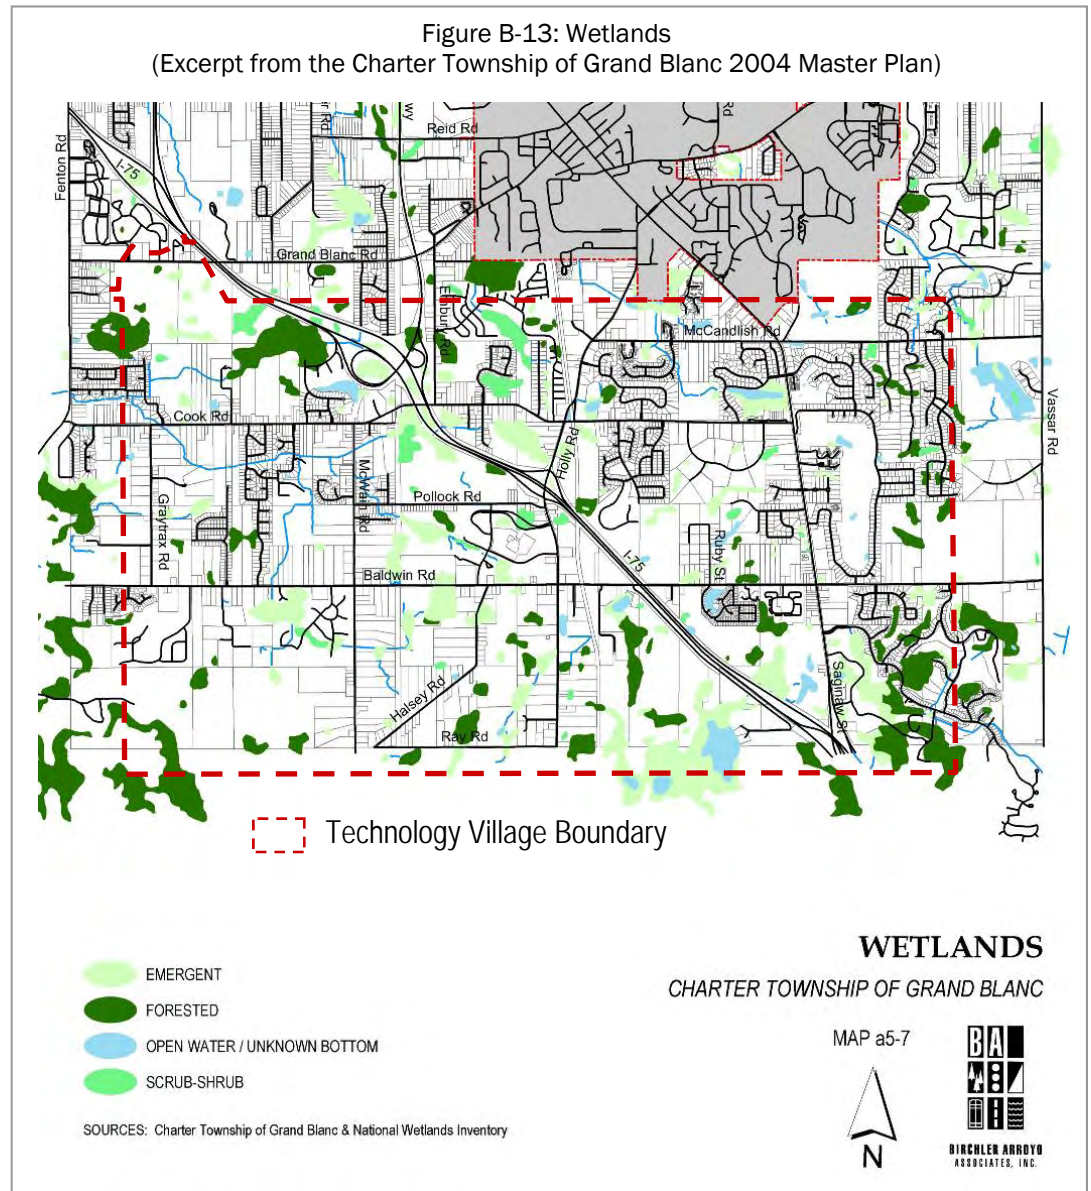 Figure B-13: Wetlands
(Excerpt from the Charter Township of Grand Blanc 2004 Master Plan)
Reid Rd
Rd
Fenton Rd
I-75
Grand Blanc Rd
Embury Rd
McCandlish Rd
Cook Rd
Vassar Rd
Holly Rd
McWain Rd
Pollock Rd
Graytrax Rd
I-75
Ruby St
Baldwin Rd
Halsey Rd
Saginaw St
Ray Rd
Technology Village Boundary
WETLANDS
CHARTER TOWNSHIP OF GRAND BLANC
EMERGENT
FORESTED
OPEN WATER / UNKNOWN BOTTOM
SCRUB-SHRUB
MAP a5-7
N
BA
BIRCHLER ARROYO
ASSOCIATES, INC.
SOURCES: Charter Township of Grand Blanc & National Wetlands Inventory